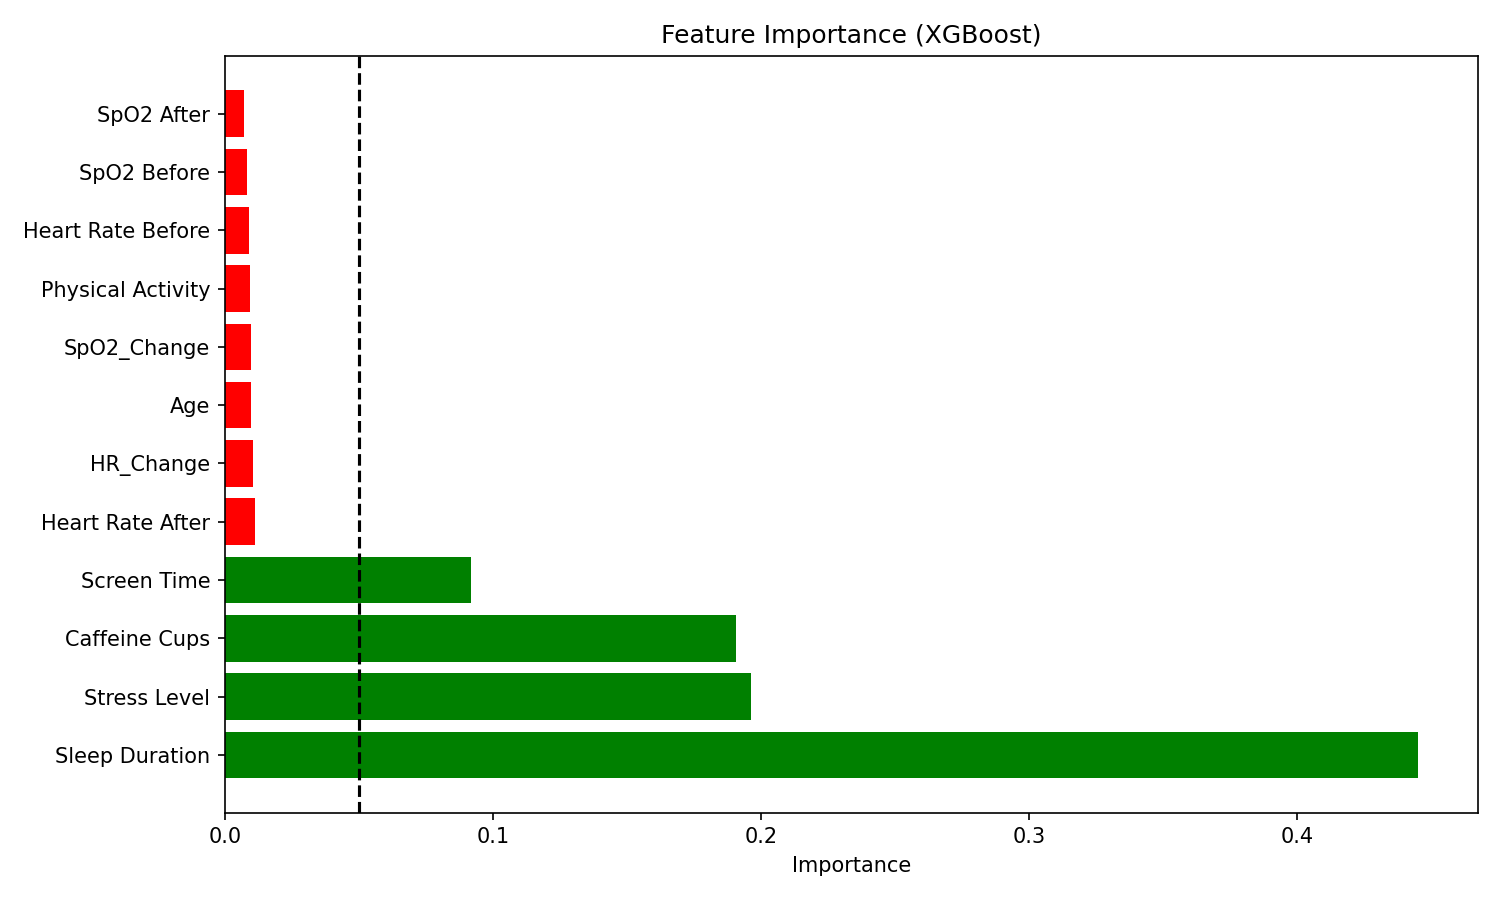 Feature Importance (XGBoost)
SpO2 After
SpO2 Before
Heart Rate Before
Physical Activity
SpO2_Change
Age
HR_Change
Heart Rate After
Screen Time
Caffeine Cups
Stress Level
Sleep Duration
0.0 0.1 0.2 0.3 0.4
Importance